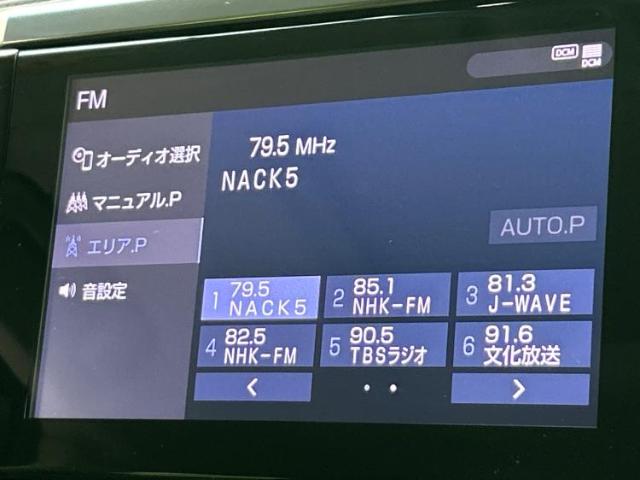 DCM
DCM
FM
オーディオ選択
マニュアル.P
エリア.P
音設定
79.5 MHz
NACK5
AUTO.P
1 79.5 NACK5
2 85.1 NHK-FM
3 81.3 J-WAVE
4 82.5 NHK-FM
5 90.5 TBSラジオ
6 91.6 文化放送